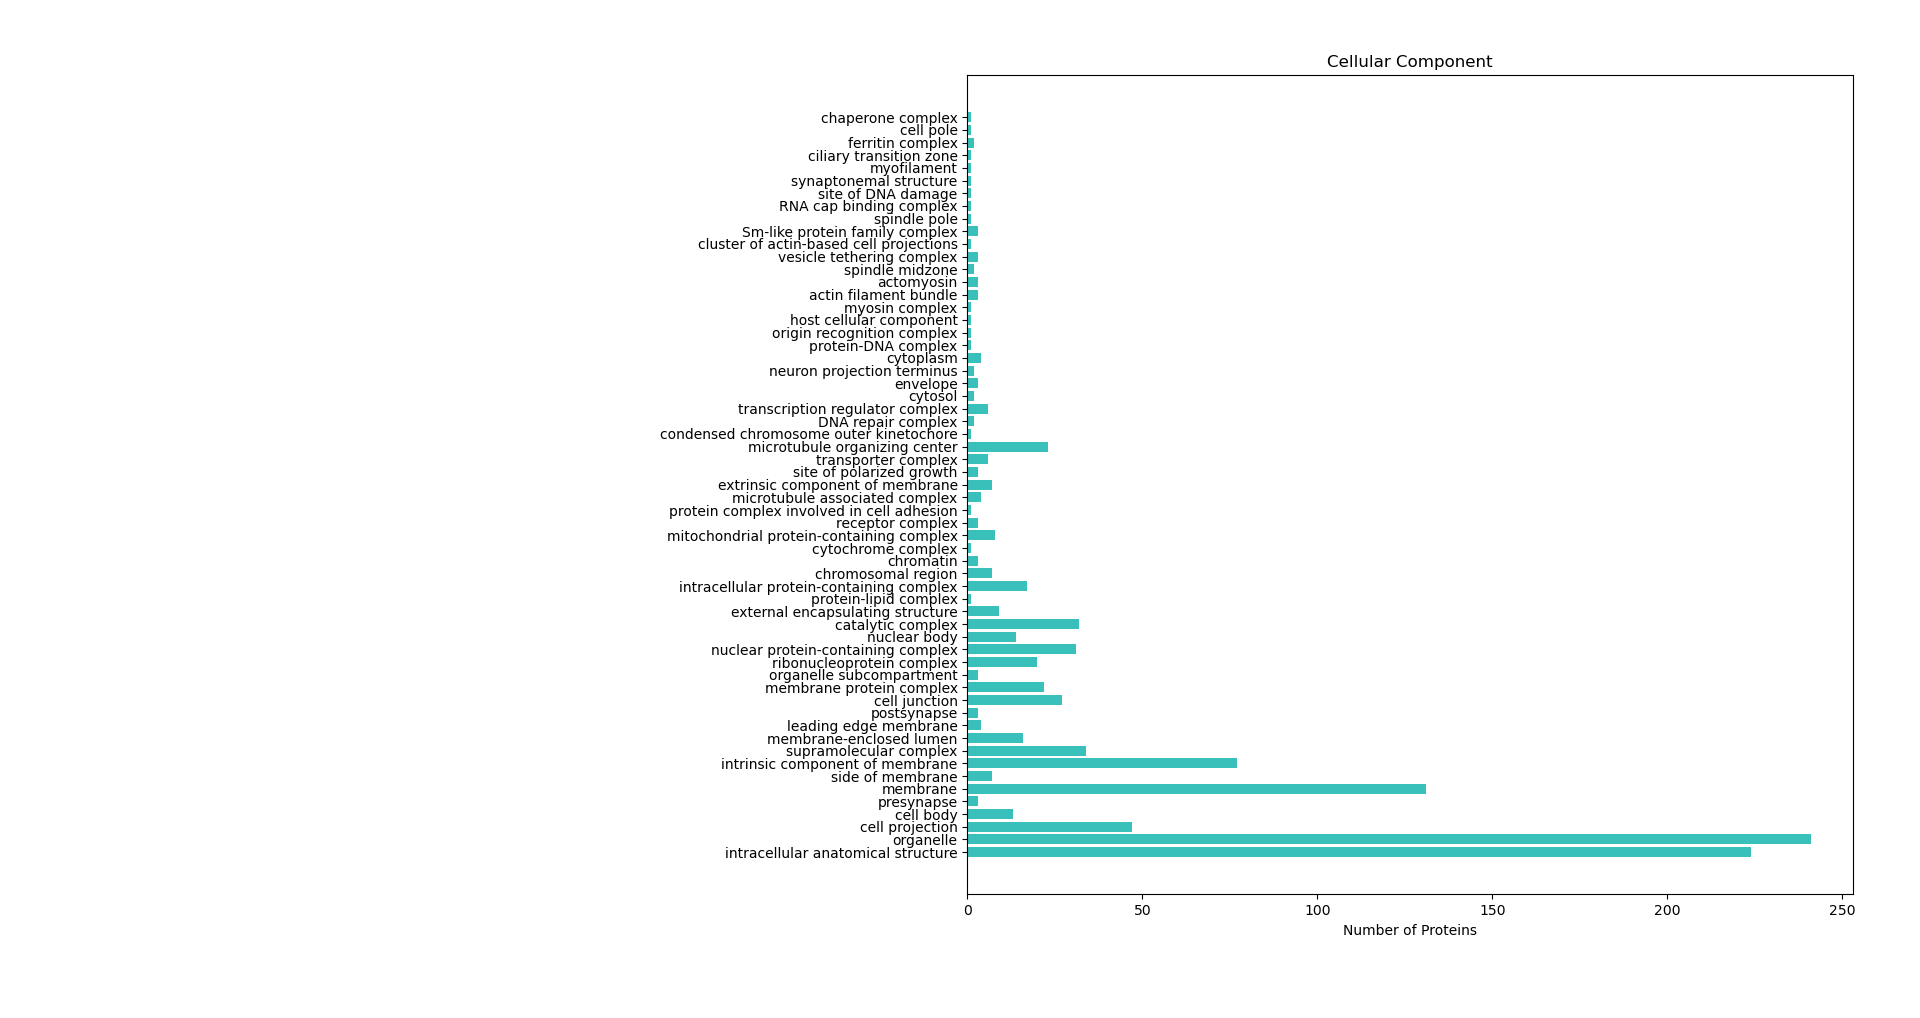 Cellular Component
chaperone complex
cell pole
ferritin complex
ciliary transition zone
myofilament
synaptonemal structure
site of DNA damage
RNA cap binding complex
spindle pole
Sm-like protein family complex
cluster of actin-based cell projections
vesicle tethering complex
spindle midzone
actomyosin
actin filament bundle
myosin complex
host cellular component
origin recognition complex
protein-DNA complex
cytoplasm
neuron projection terminus
envelope
cytosol
transcription regulator complex
DNA repair complex
condensed chromosome outer kinetochore
microtubule organizing center
transporter complex
site of polarized growth
extrinsic component of membrane
microtubule associated complex
protein complex involved in cell adhesion
receptor complex
mitochondrial protein-containing complex
cytochrome complex
chromatin
chromosomal region
intracellular protein-containing complex
protein-lipid complex
external encapsulating structure
catalytic complex
nuclear body
nuclear protein-containing complex
ribonucleoprotein complex
organelle subcompartment
membrane protein complex
cell junction
postsynapse
leading edge membrane
membrane-enclosed lumen
supramolecular complex
intrinsic component of membrane
side of membrane
membrane
presynapse
cell body
cell projection
organelle
intracellular anatomical structure
0 50 100 150 200 250
Number of Proteins